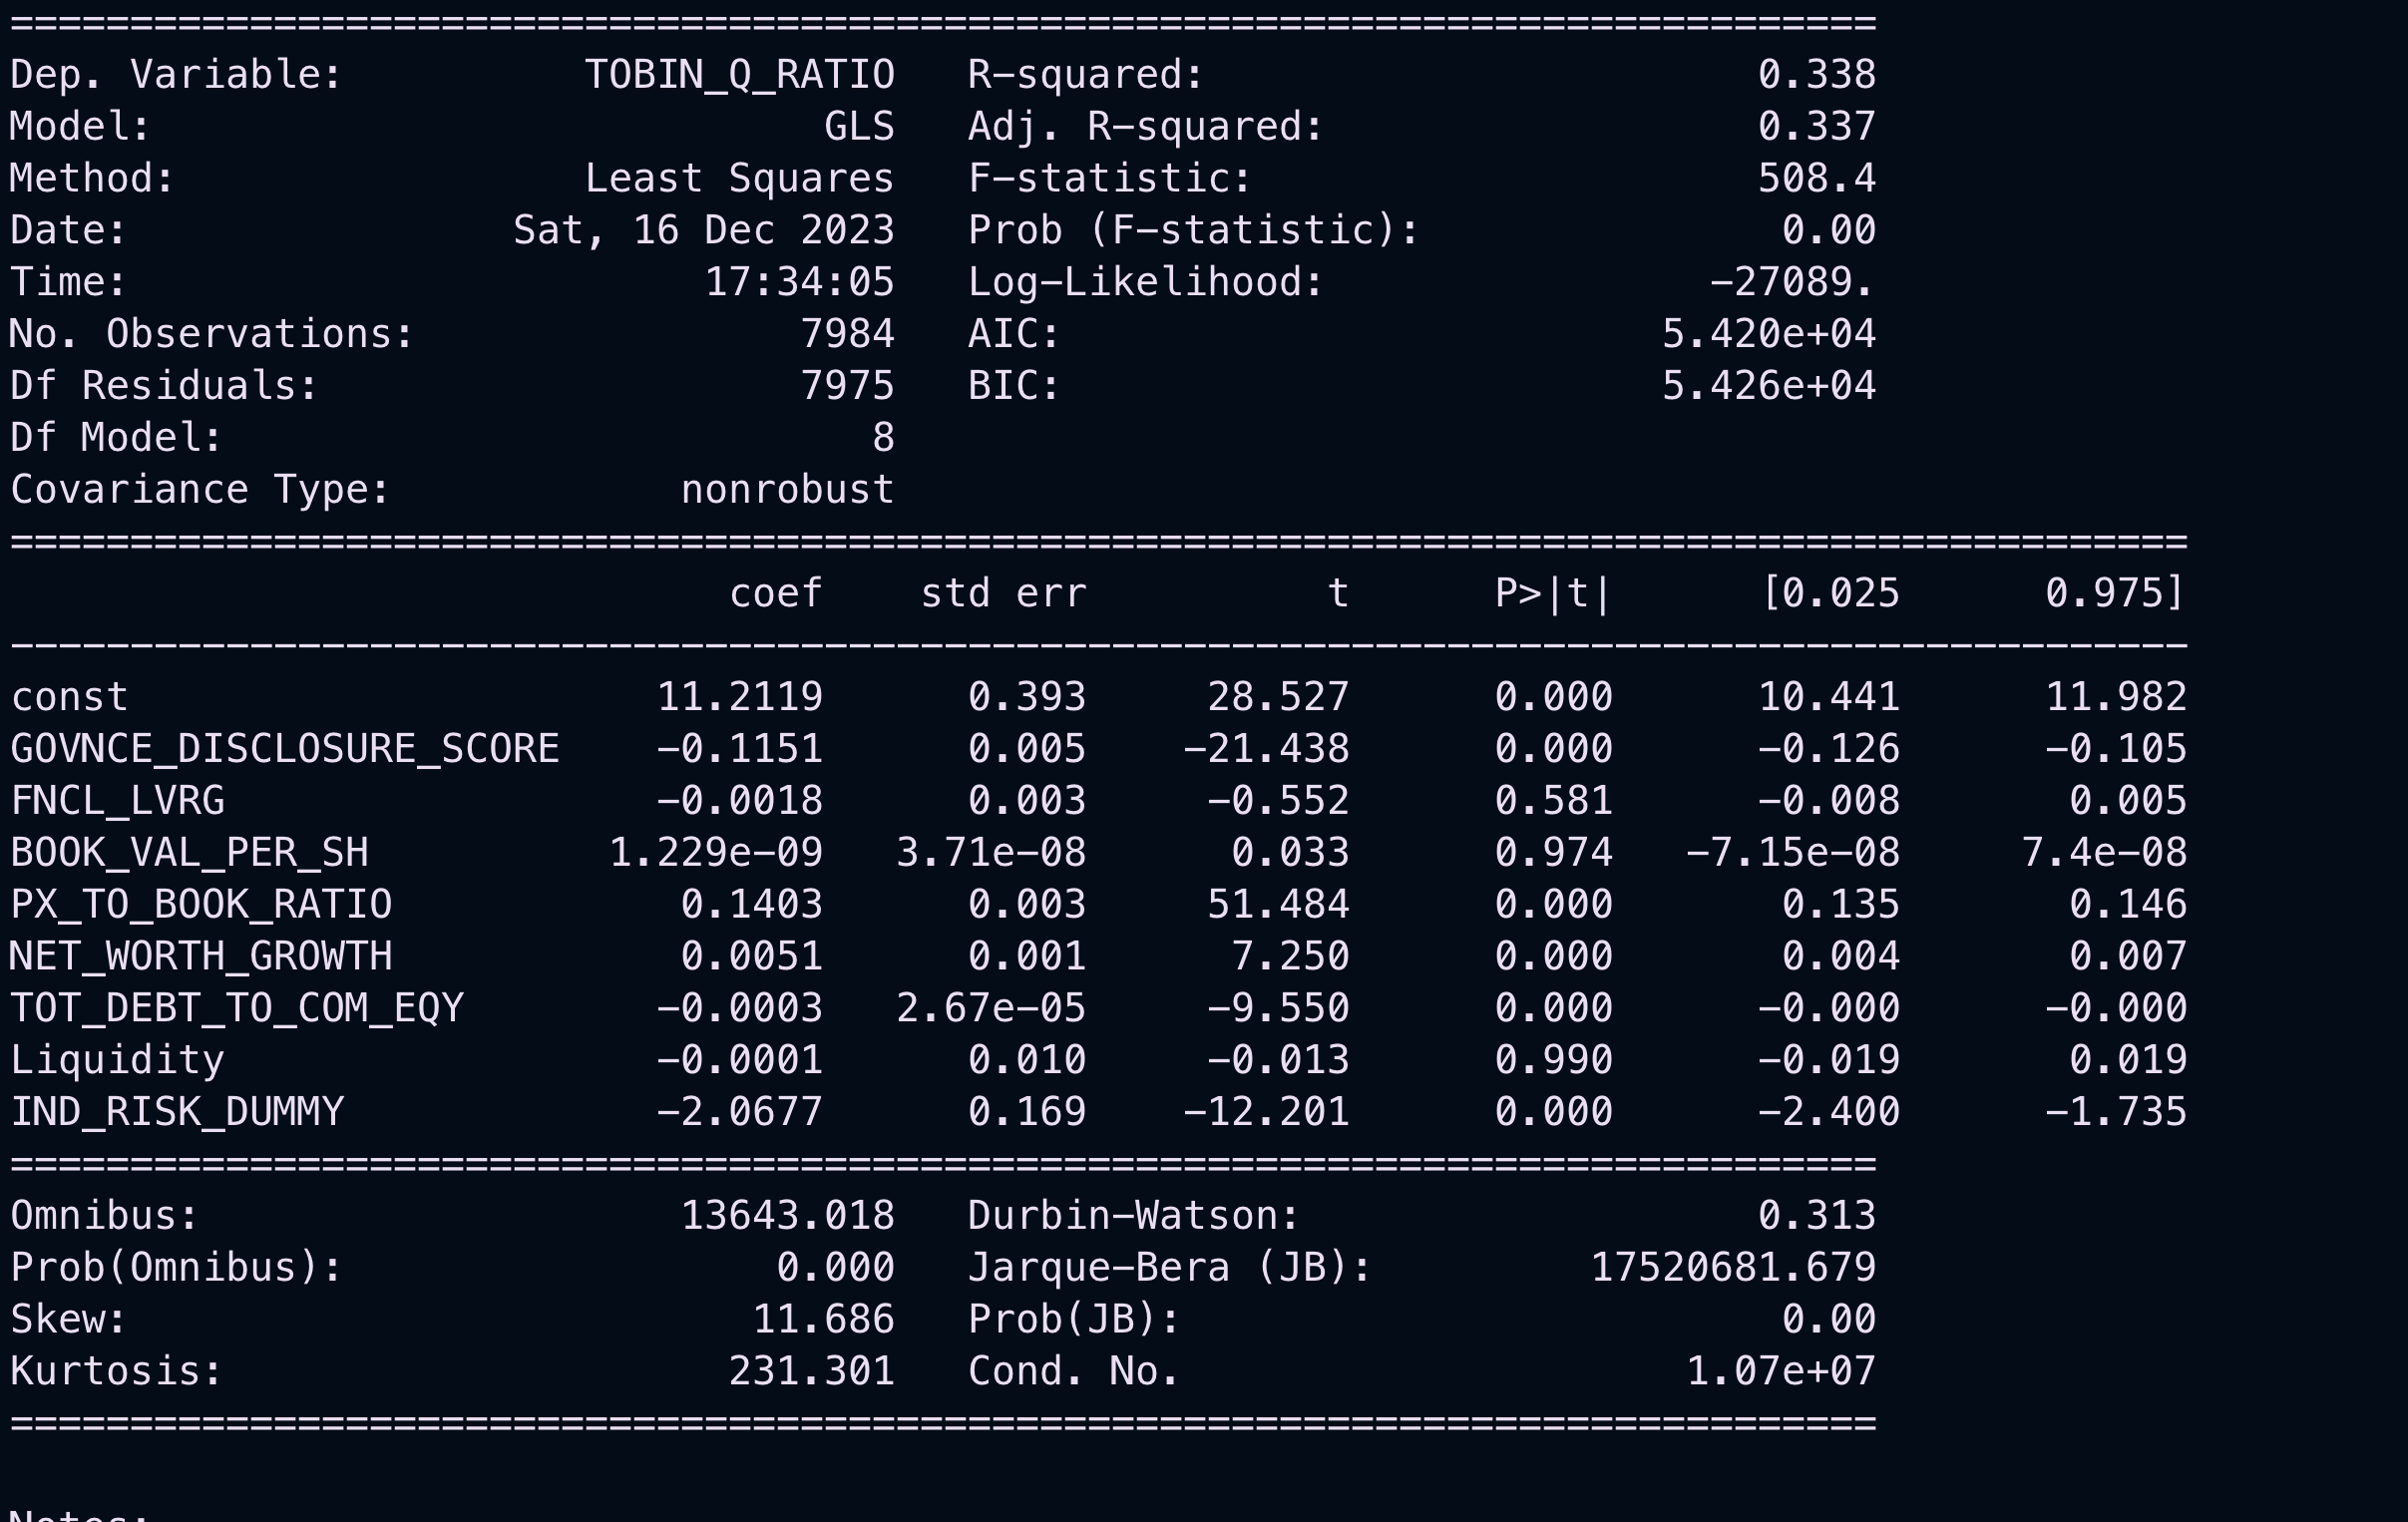 ==============================================================================
Dep. Variable:          TOBIN_Q_RATIO   R-squared:                       0.338
Model:                            GLS   Adj. R-squared:                  0.337
Method:                 Least Squares   F-statistic:                     508.4
Date:                Sat, 16 Dec 2023   Prob (F-statistic):               0.00
Time:                        17:34:05   Log-Likelihood:                -27089.
No. Observations:                7984   AIC:                         5.420e+04
Df Residuals:                    7975   BIC:                         5.426e+04
Df Model:                           8
Covariance Type:            nonrobust
===========================================================================================
                              coef    std err          t      P>|t|      [0.025      0.975]
-------------------------------------------------------------------------------------------
const                      11.2119      0.393     28.527      0.000      10.441      11.982
GOVNCE_DISCLOSURE_SCORE    -0.1151      0.005    -21.438      0.000      -0.126      -0.105
FNCL_LVRG                  -0.0018      0.003     -0.552      0.581      -0.008       0.005
BOOK_VAL_PER_SH          1.229e-09   3.71e-08      0.033      0.974   -7.15e-08     7.4e-08
PX_TO_BOOK_RATIO            0.1403      0.003     51.484      0.000       0.135       0.146
NET_WORTH_GROWTH            0.0051      0.001      7.250      0.000       0.004       0.007
TOT_DEBT_TO_COM_EQY        -0.0003   2.67e-05     -9.550      0.000      -0.000      -0.000
Liquidity                  -0.0001      0.010     -0.013      0.990      -0.019       0.019
IND_RISK_DUMMY             -2.0677      0.169    -12.201      0.000      -2.400      -1.735
==============================================================================
Omnibus:                    13643.018   Durbin-Watson:                   0.313
Prob(Omnibus):                  0.000   Jarque-Bera (JB):         17520681.679
Skew:                          11.686   Prob(JB):                         0.00
Kurtosis:                     231.301   Cond. No.                     1.07e+07
==============================================================================
Notes: